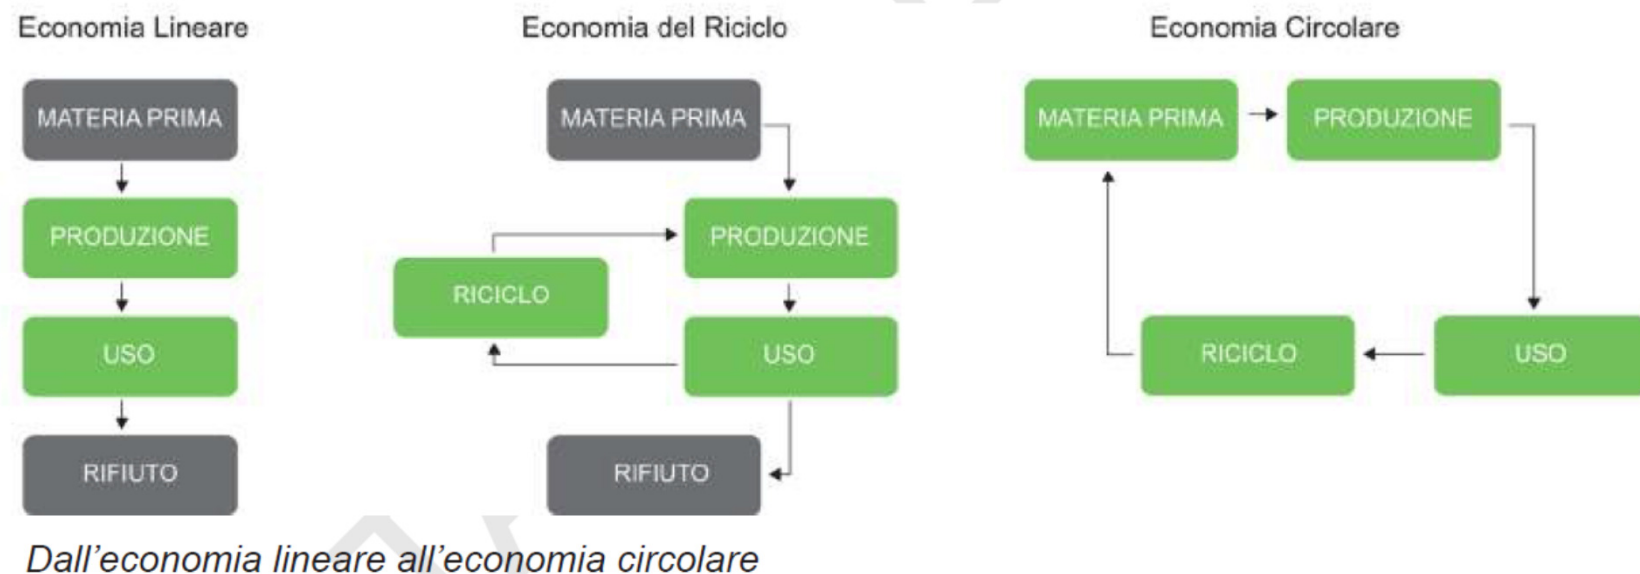 Economia Lineare
MATERIA PRIMA
PRODUZIONE
USO
RIFIUTO
Economia del Riciclo
MATERIA PRIMA
PRODUZIONE
RICICLO
USO
RIFIUTO
Economia Circolare
MATERIA PRIMA
PRODUZIONE
RICICLO
USO
Dall’economia lineare all’economia circolare